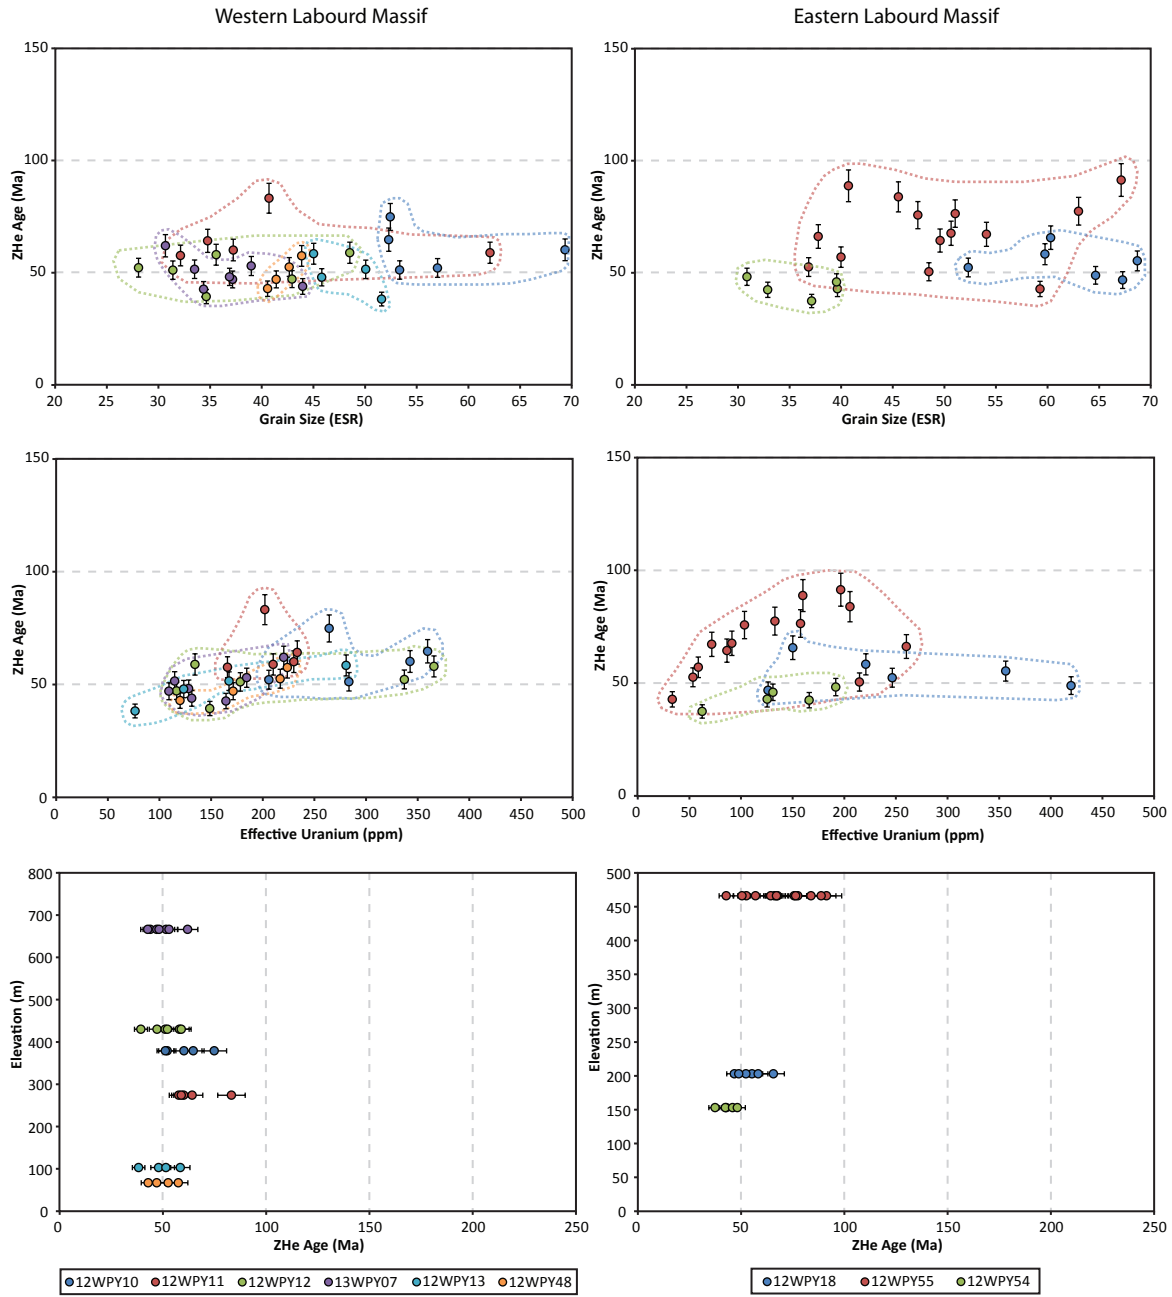 Western Labourd Massif
Eastern Labourd Massif
150
100
50
0
ZHe Age (Ma)
20 25 30 35 40 45 50 55 60 65 70
Grain Size (ESR)
150
100
50
0
ZHe Age (Ma)
20 25 30 35 40 45 50 55 60 65 70
Grain Size (ESR)
150
100
50
0
ZHe Age (Ma)
0 50 100 150 200 250 300 350 400 450 500
Effective Uranium (ppm)
150
100
50
0
ZHe Age (Ma)
0 50 100 150 200 250 300 350 400 450 500
Effective Uranium (ppm)
800
700
600
500
400
300
200
100
0
Elevation (m)
0 50 100 150 200 250
ZHe Age (Ma)
500
450
400
350
300
250
200
150
100
50
0
Elevation (m)
0 50 100 150 200 250
ZHe Age (Ma)
12WPY10 12WPY11 12WPY12 13WPY07 12WPY13 12WPY48
12WPY18 12WPY55 12WPY54